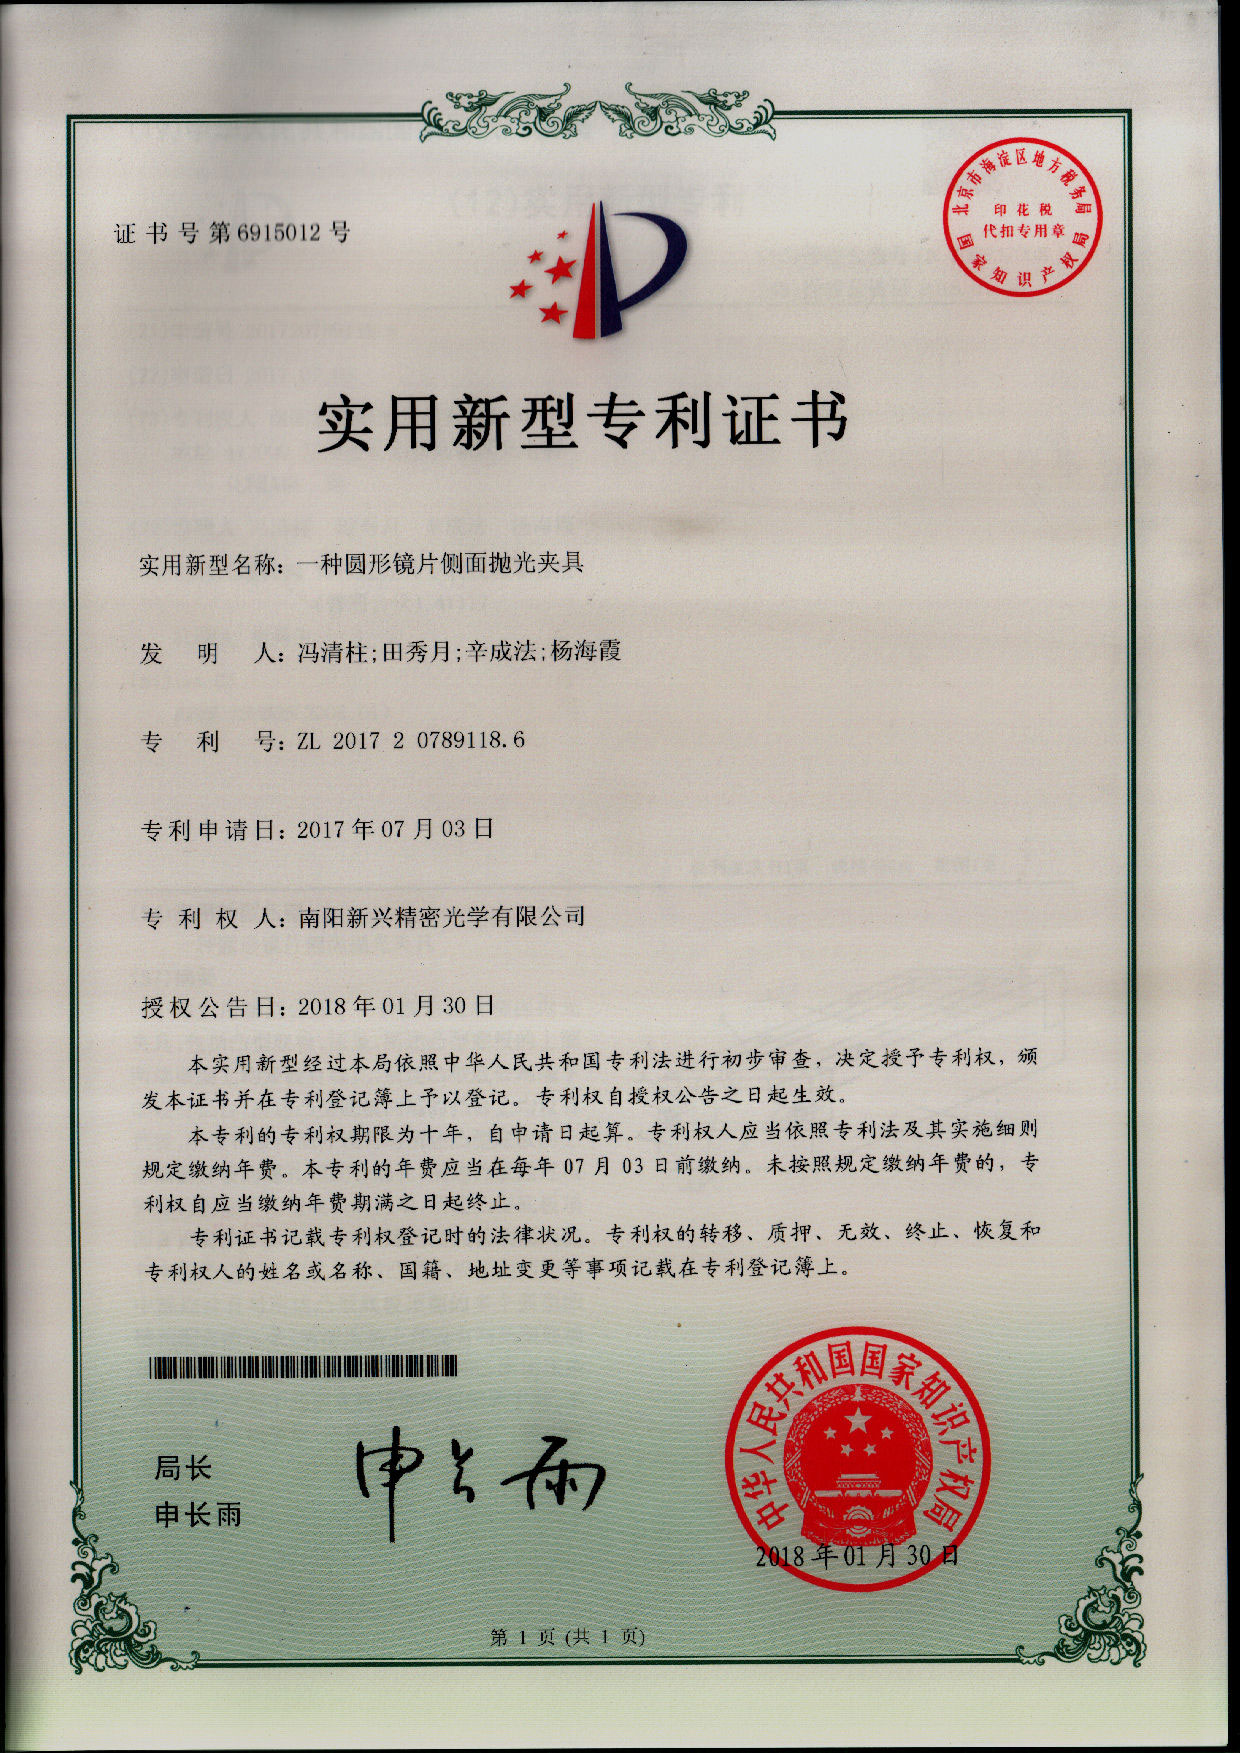 证书号第6915012号
北京市海淀区地方税务局
印花税
代扣专用章
国家知识产权局
实用新型专利证书
实用新型名称：一种圆形镜片侧面抛光夹具
发明人：冯清柱;田秀月;辛成法;杨海霞
专利号：ZL 2017 2 0789118.6
专利申请日：2017年07月03日
专利权人：南阳新兴精密光学有限公司
授权公告日：2018年01月30日
本实用新型经过本局依照中华人民共和国专利法进行初步审查，决定授予专利权，颁
发本证书并在专利登记簿上予以登记。专利权自授权公告之日起生效。
本专利的专利权期限为十年，自申请日起算。专利权人应当依照专利法及其实施细则
规定缴纳年费。本专利的年费应当在每年07月03日前缴纳。未按照规定缴纳年费的，专
利权自应当缴纳年费期满之日起终止。
专利证书记载专利权登记时的法律状况。专利权的转移、质押、无效、终止、恢复和
专利权人的姓名或名称、国籍、地址变更等事项记载在专利登记簿上。
中华人民共和国国家知识产权局
局长
申长雨
申长雨
2018年01月30日
第1页(共1页)